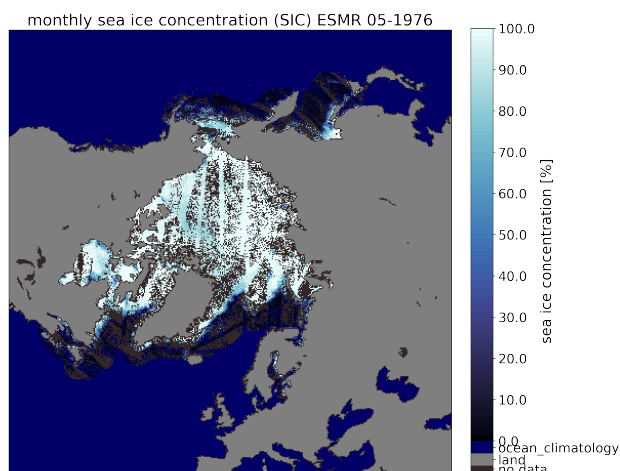 monthly sea ice concentration (SIC) ESMR 05-1976
100.0
90.0
80.0
70.0
60.0
50.0
40.0
30.0
20.0
10.0
0.0
ocean_climatology
land
no data
sea ice concentration [%]